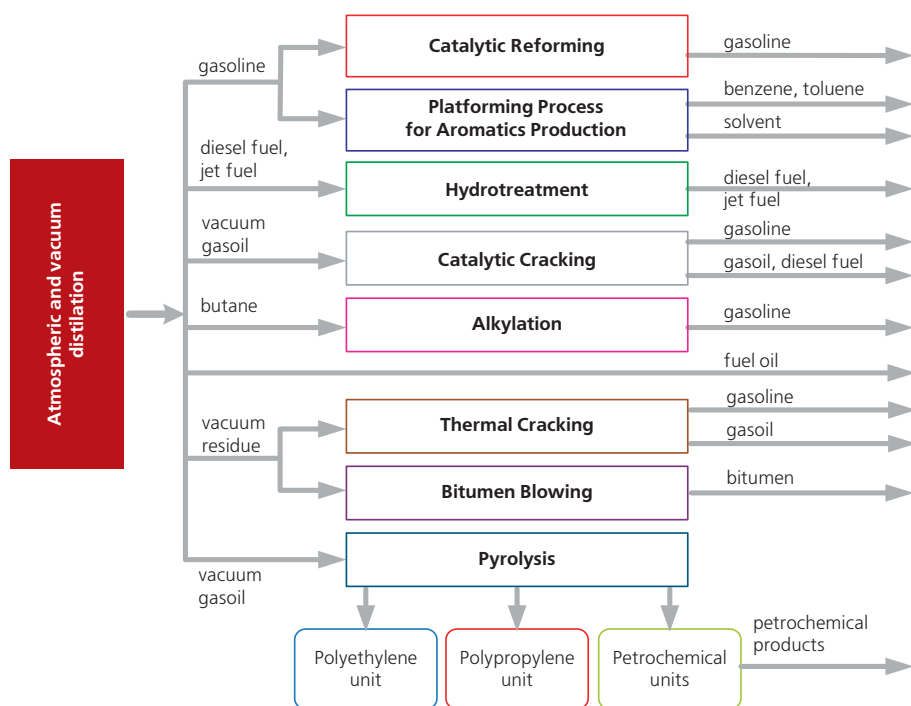 Atmospheric and vacuum
distilation
gasoline
Catalytic Reforming
gasoline
Platforming Process
for Aromatics Production
benzene, toluene
solvent
diesel fuel,
jet fuel
Hydrotreatment
diesel fuel,
jet fuel
vacuum
gasoil
Catalytic Cracking
gasoline
gasoil, diesel fuel
butane
Alkylation
gasoline
fuel oil
vacuum
residue
Thermal Cracking
gasoline
gasoil
Bitumen Blowing
bitumen
vacuum
gasoil
Pyrolysis
Polyethylene
unit
Polypropylene
unit
Petrochemical
units
petrochemical
products